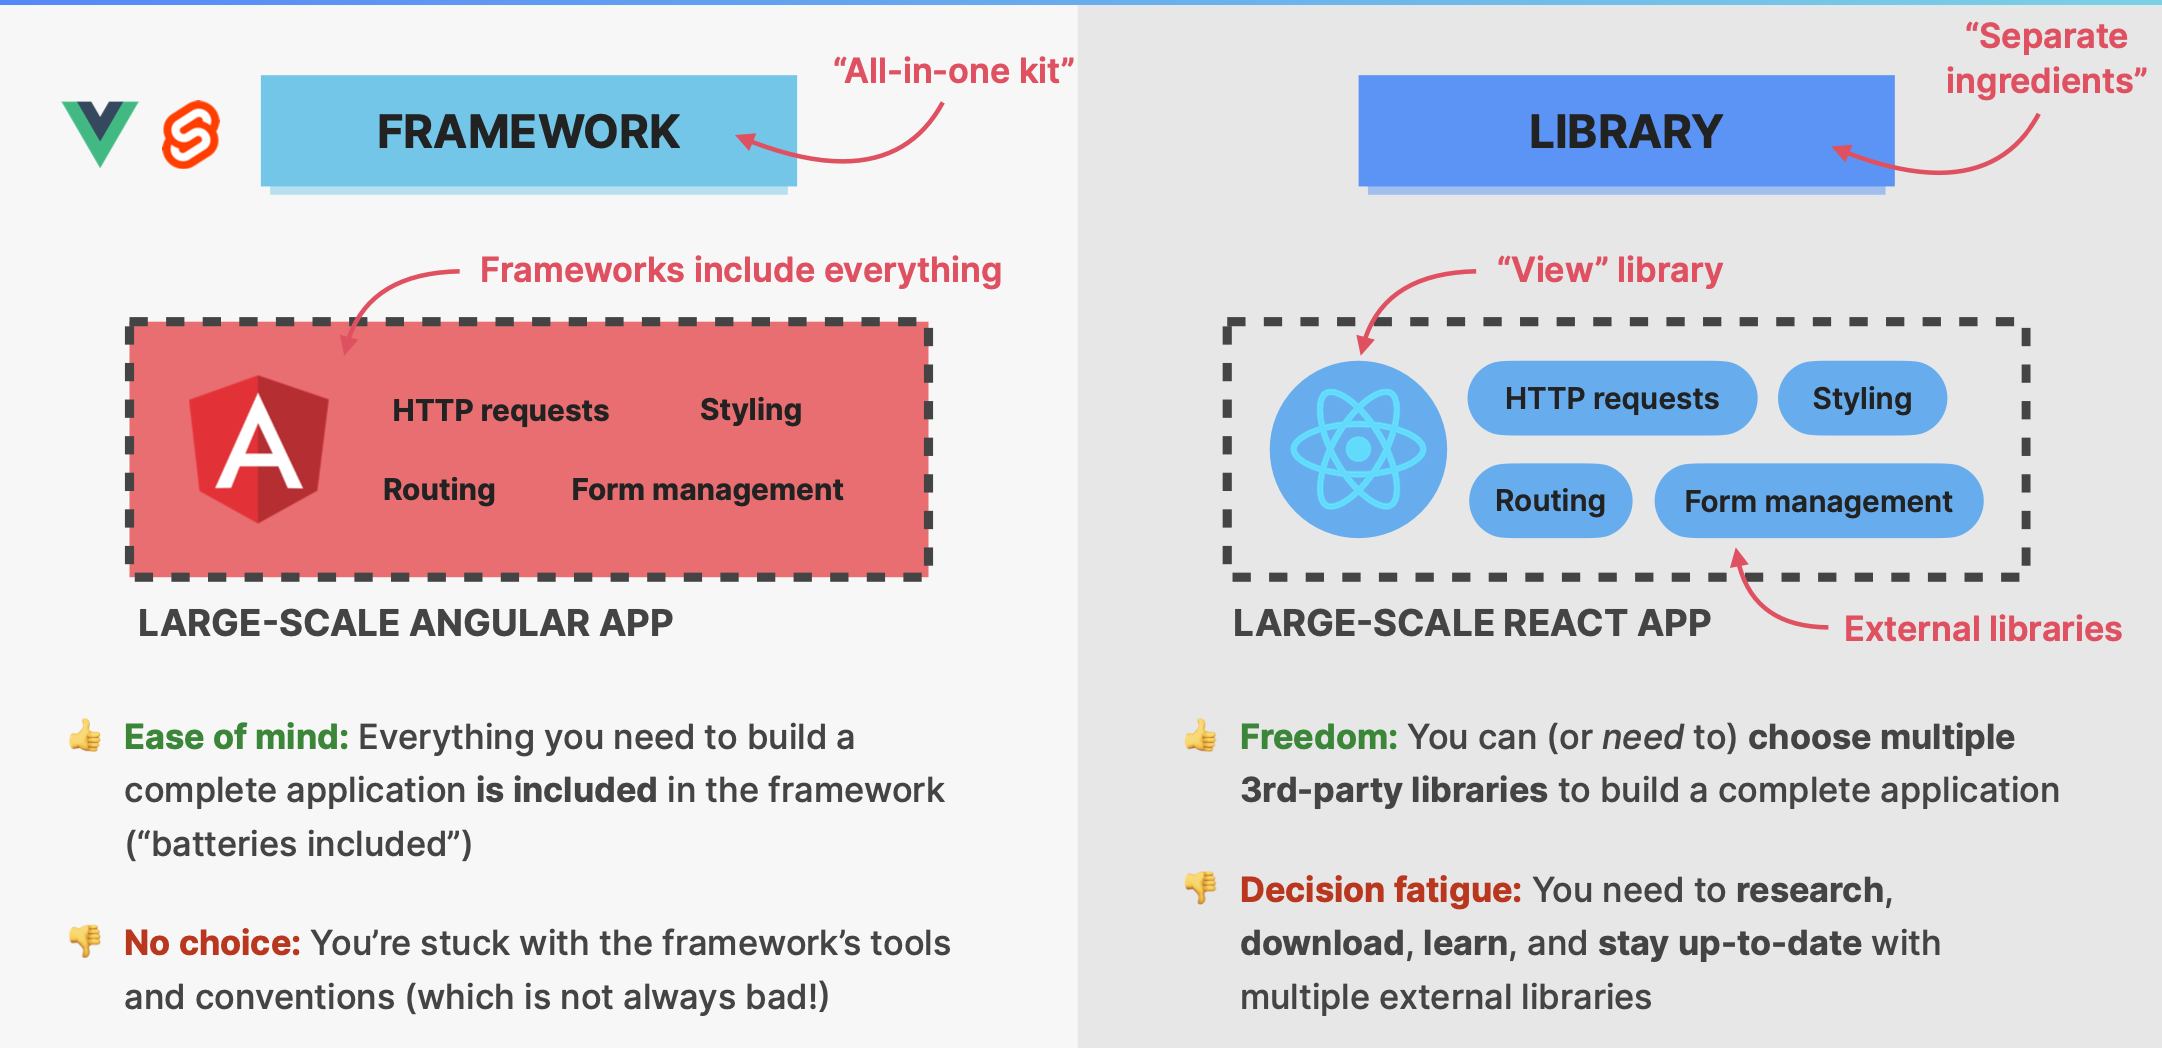 “All-in-one kit”
FRAMEWORK
Frameworks include everything
HTTP requests
Styling
Routing
Form management
LARGE-SCALE ANGULAR APP
👍 Ease of mind: Everything you need to build a
complete application is included in the framework
(“batteries included”)
👎 No choice: You’re stuck with the framework’s tools
and conventions (which is not always bad!)
“Separate
ingredients”
LIBRARY
“View” library
HTTP requests
Styling
Routing
Form management
LARGE-SCALE REACT APP
External libraries
👍 Freedom: You can (or need to) choose multiple
3rd-party libraries to build a complete application
👎 Decision fatigue: You need to research,
download, learn, and stay up-to-date with
multiple external libraries